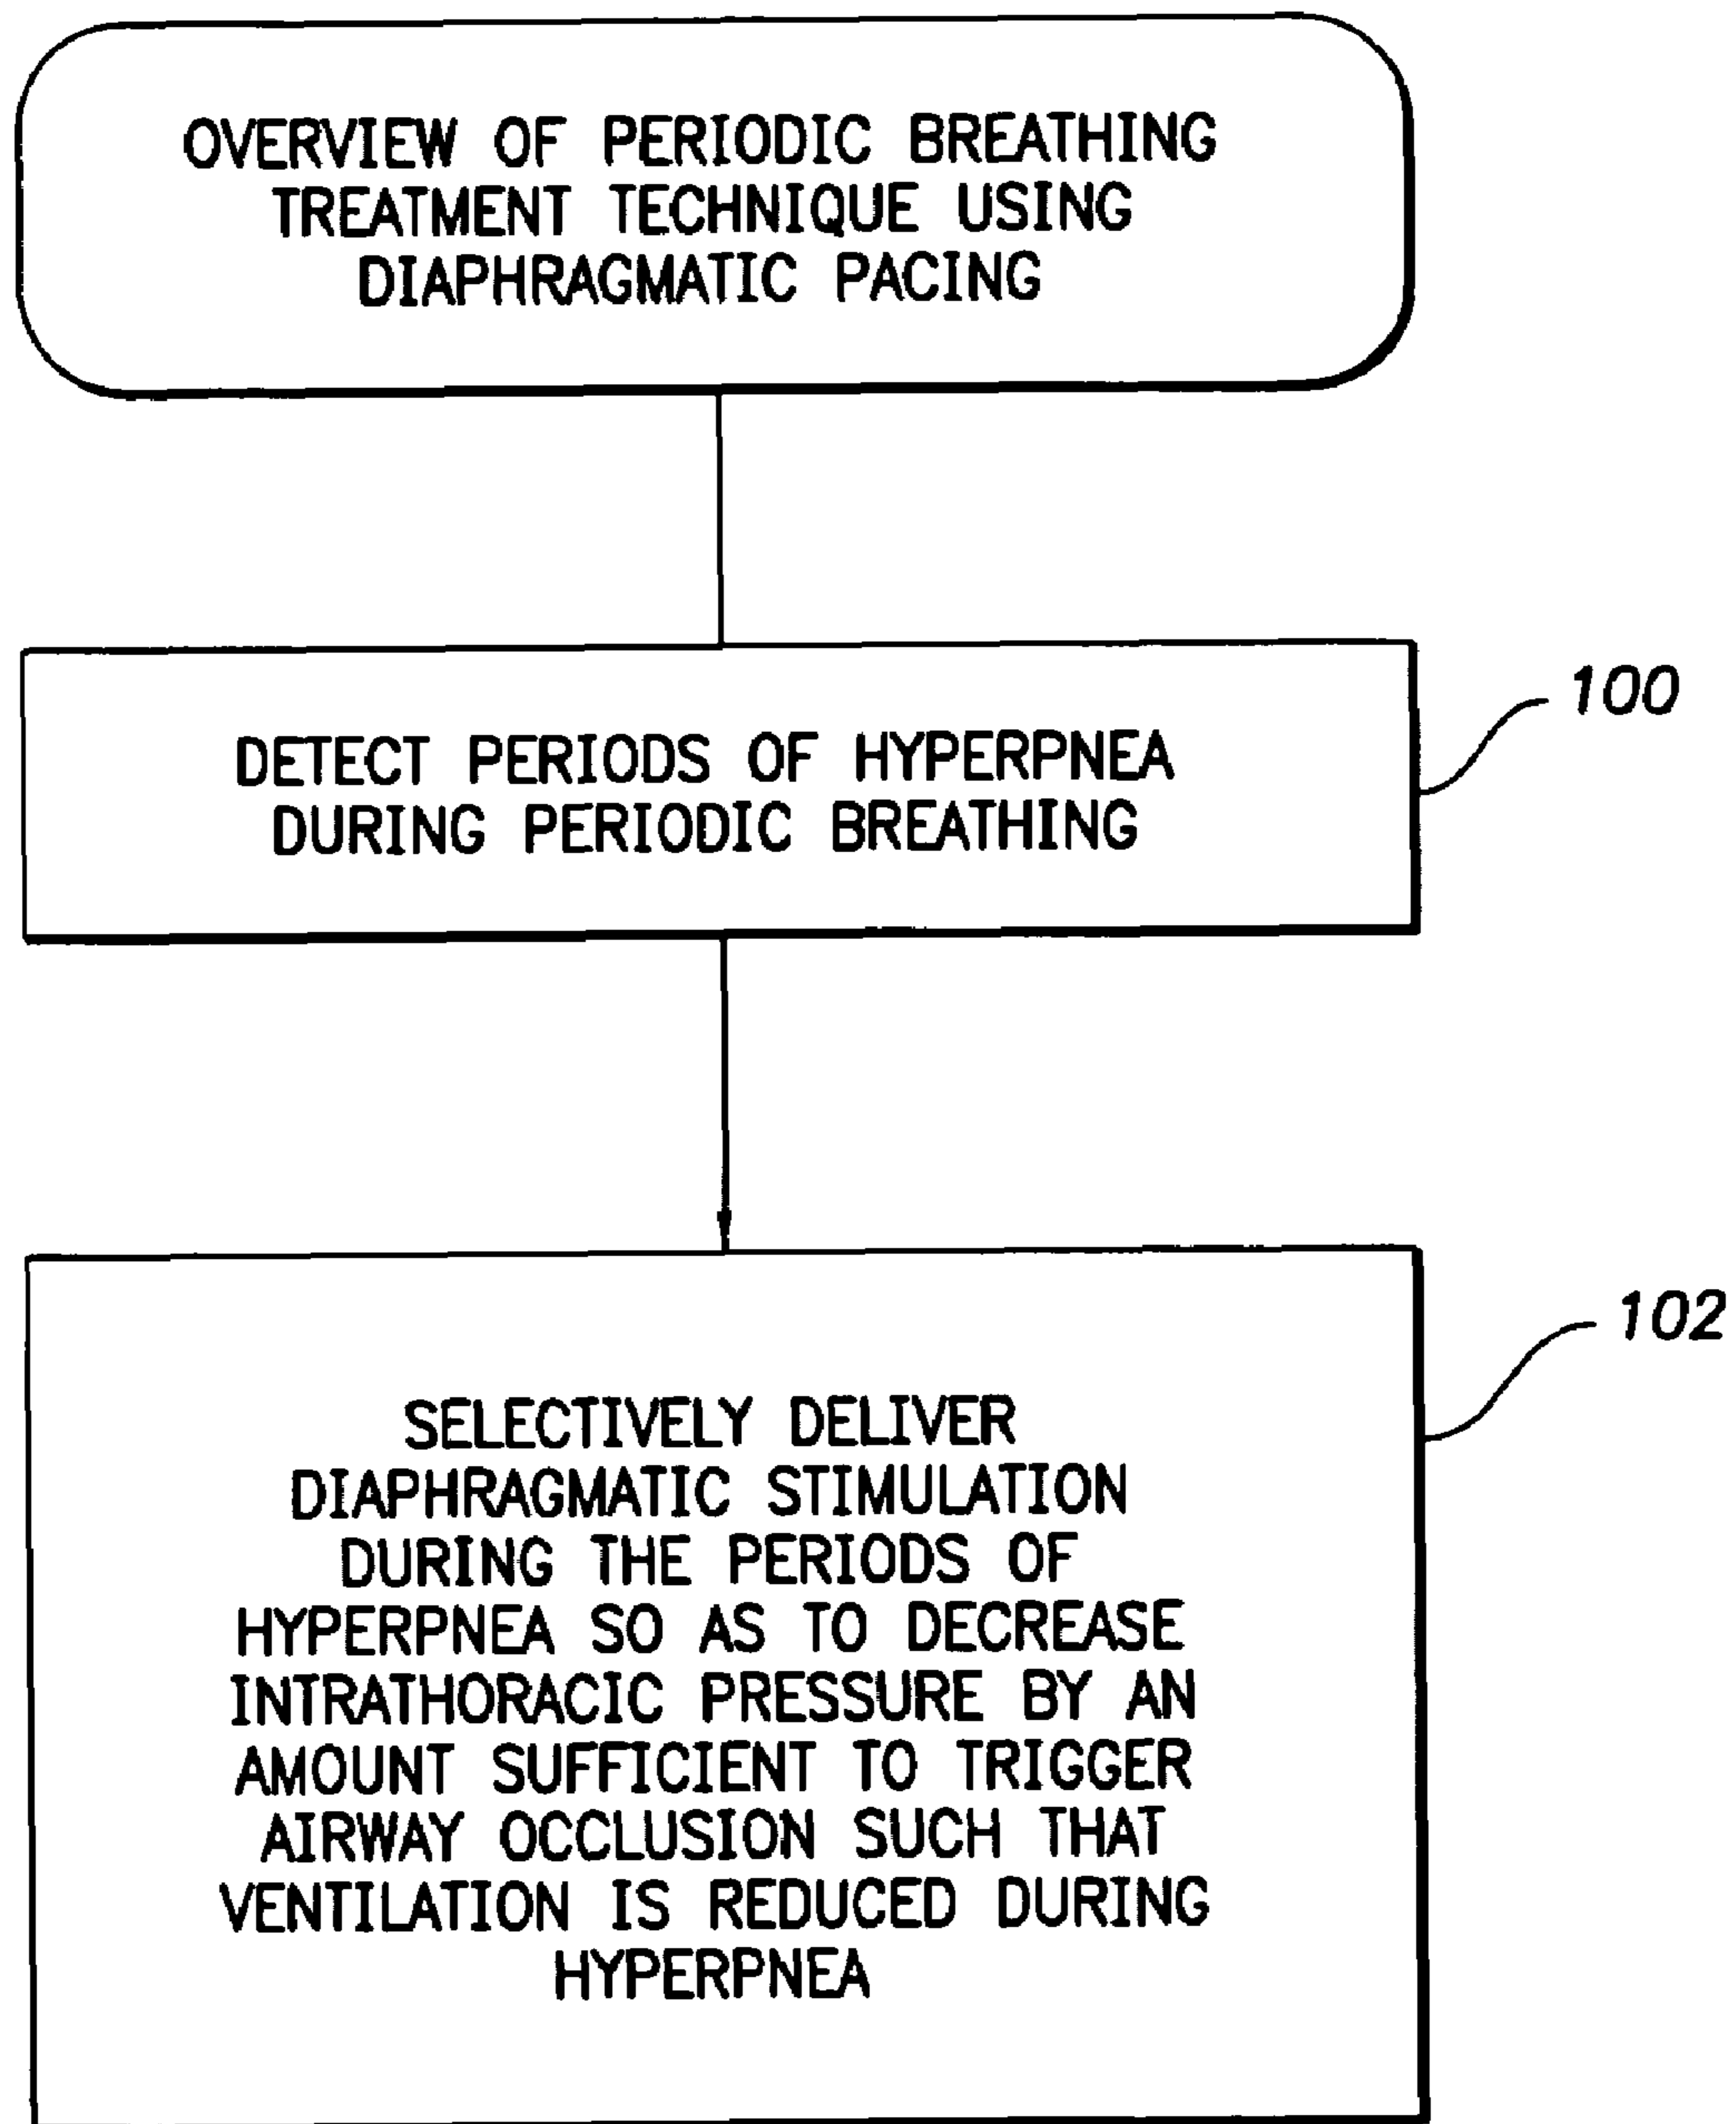 OVERVIEW OF PERIODIC BREATHING
TREATMENT TECHNIQUE USING
DIAPHRAGMATIC PACING
100
DETECT PERIODS OF HYPERPNEA
DURING PERIODIC BREATHING
102
SELECTIVELY DELIVER
DIAPHRAGMATIC STIMULATION
DURING THE PERIODS OF
HYPERPNEA SO AS TO DECREASE
INTRATHORACIC PRESSURE BY AN
AMOUNT SUFFICIENT TO TRIGGER
AIRWAY OCCLUSION SUCH THAT
VENTILATION IS REDUCED DURING
HYPERPNEA